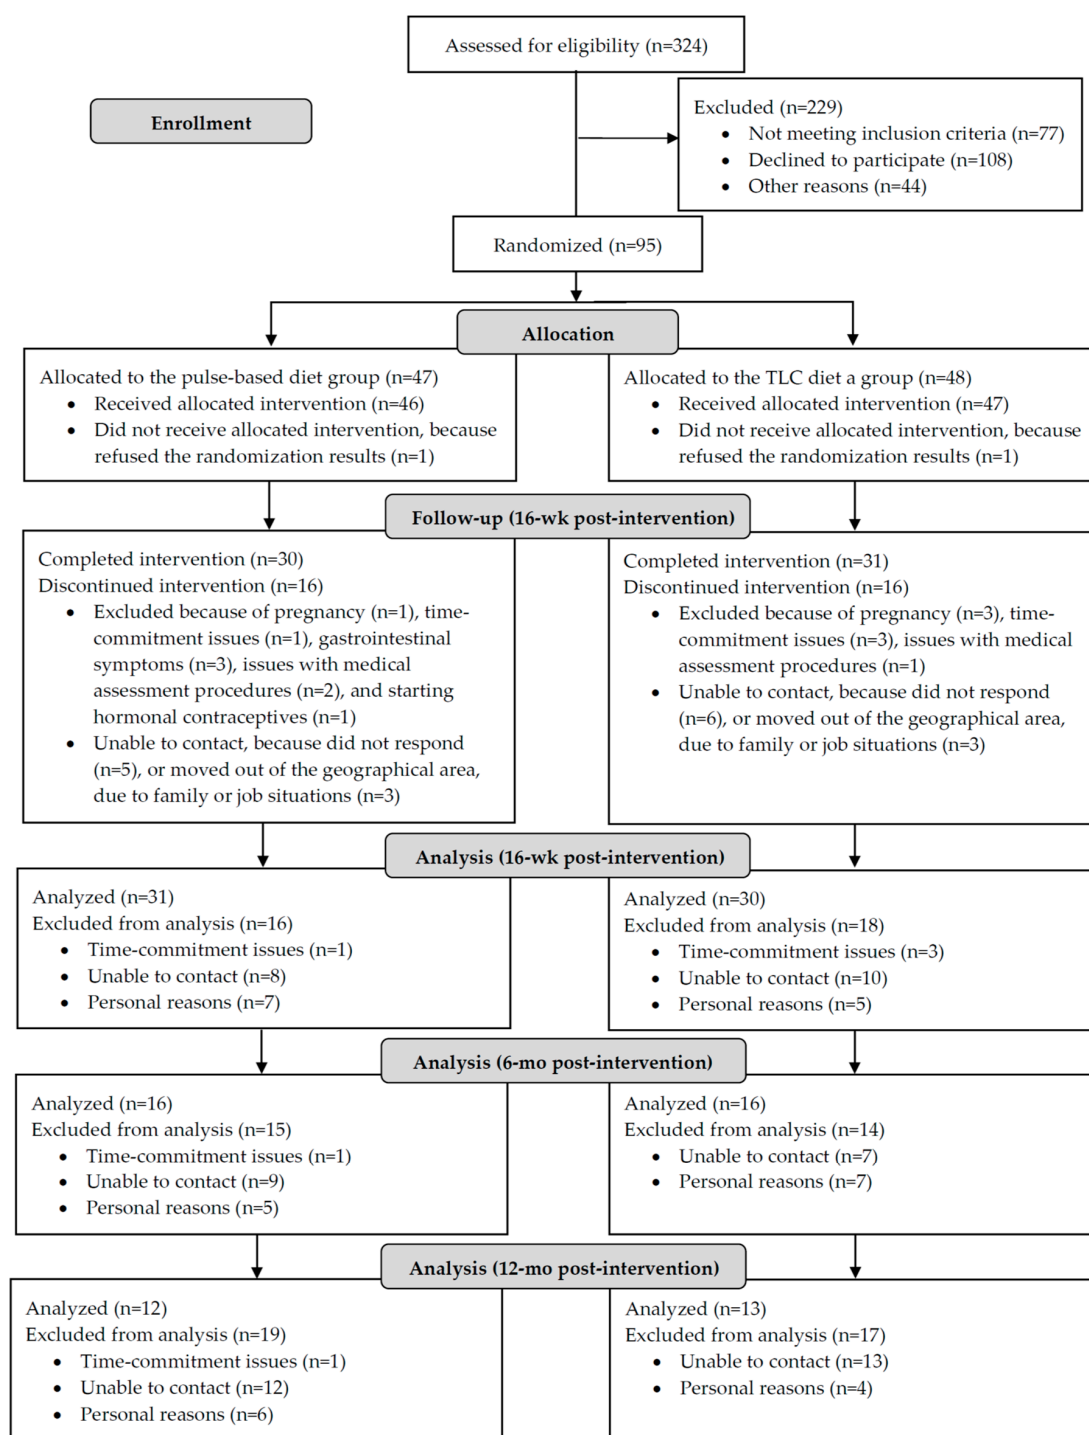 Assessed for eligibility (n=324)
Enrollment
Excluded (n=229)
• Not meeting inclusion criteria (n=77)
• Declined to participate (n=108)
• Other reasons (n=44)
Randomized (n=95)
Allocation
Allocated to the pulse-based diet group (n=47)
• Received allocated intervention (n=46)
• Did not receive allocated intervention, because
refused the randomization results (n=1)
Allocated to the TLC diet a group (n=48)
• Received allocated intervention (n=47)
• Did not receive allocated intervention, because
refused the randomization results (n=1)
Follow-up (16-wk post-intervention)
Completed intervention (n=30)
Discontinued intervention (n=16)
• Excluded because of pregnancy (n=1), time-
commitment issues (n=1), gastrointestinal
symptoms (n=3), issues with medical
assessment procedures (n=2), and starting
hormonal contraceptives (n=1)
• Unable to contact, because did not respond
(n=5), or moved out of the geographical area,
due to family or job situations (n=3)
Completed intervention (n=31)
Discontinued intervention (n=16)
• Excluded because of pregnancy (n=3), time-
commitment issues (n=3), issues with medical
assessment procedures (n=1)
• Unable to contact, because did not respond
(n=6), or moved out of the geographical area,
due to family or job situations (n=3)
Analysis (16-wk post-intervention)
Analyzed (n=31)
Excluded from analysis (n=16)
• Time-commitment issues (n=1)
• Unable to contact (n=8)
• Personal reasons (n=7)
Analyzed (n=30)
Excluded from analysis (n=18)
• Time-commitment issues (n=3)
• Unable to contact (n=10)
• Personal reasons (n=5)
Analysis (6-mo post-intervention)
Analyzed (n=16)
Excluded from analysis (n=15)
• Time-commitment issues (n=1)
• Unable to contact (n=9)
• Personal reasons (n=5)
Analyzed (n=16)
Excluded from analysis (n=14)
• Unable to contact (n=7)
• Personal reasons (n=7)
Analysis (12-mo post-intervention)
Analyzed (n=12)
Excluded from analysis (n=19)
• Time-commitment issues (n=1)
• Unable to contact (n=12)
• Personal reasons (n=6)
Analyzed (n=13)
Excluded from analysis (n=17)
• Unable to contact (n=13)
• Personal reasons (n=4)